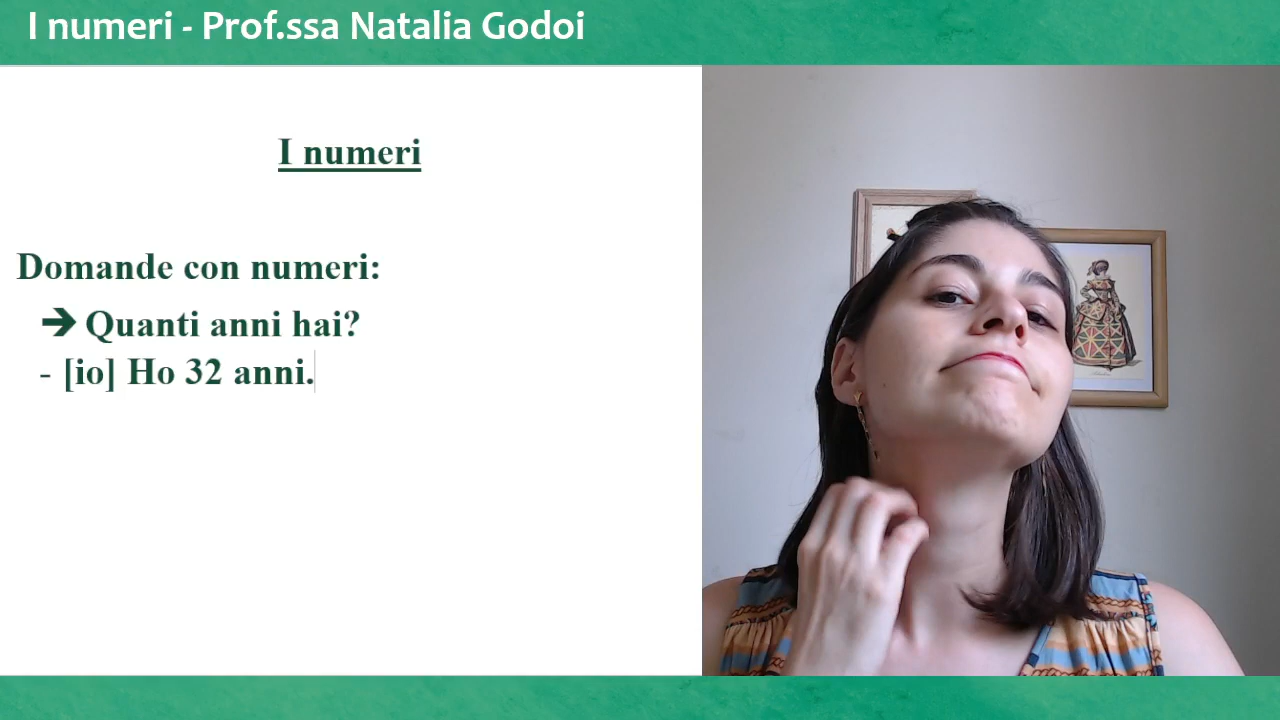 I numeri - Prof.ssa Natalia Godoi
I numeri
Domande con numeri:
➔ Quanti anni hai?
- [io] Ho 32 anni.